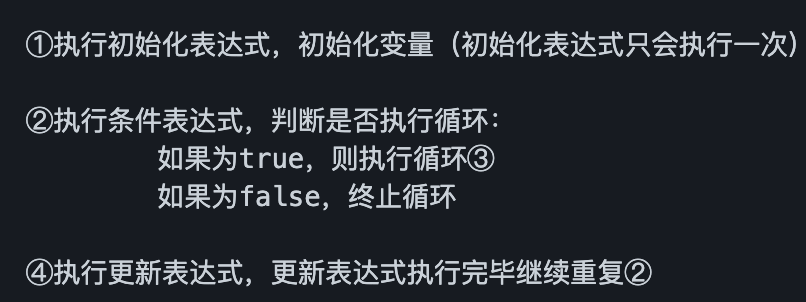 ①执行初始化表达式，初始化变量（初始化表达式只会执行一次）
②执行条件表达式，判断是否执行循环：
如果为true，则执行循环③
如果为false，终止循环
④执行更新表达式，更新表达式执行完毕继续重复②